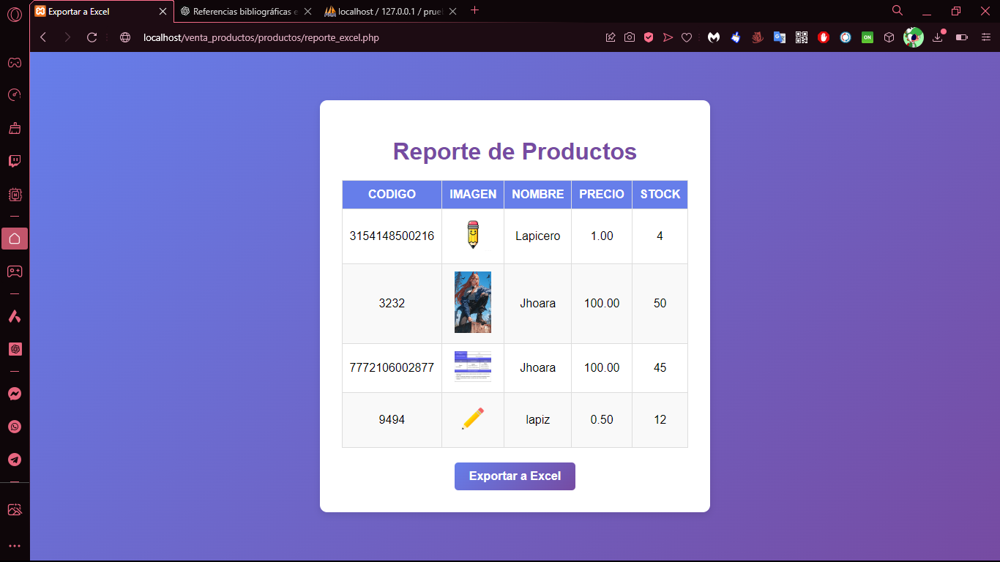 Exportar a Excel
Referencias bibliográficas e
localhost / 127.0.0.1 / prue
localhost/venta_productos/productos/reporte_excel.php
ON
Reporte de Productos
CODIGO IMAGEN NOMBRE PRECIO STOCK
3154148500216 Lapicero 1.00 4
3232 Jhoara 100.00 50
7772106002877 Jhoara 100.00 45
9494 lapiz 0.50 12
Exportar a Excel